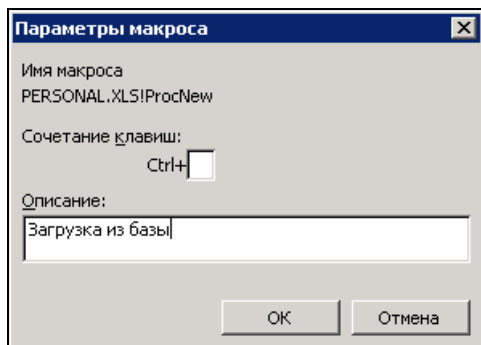 Параметры макроса
Имя макроса
PERSONAL.XLS!ProcNew
Сочетание клавиш:
Ctrl+
Описание:
Загрузка из базы
OK Отмена